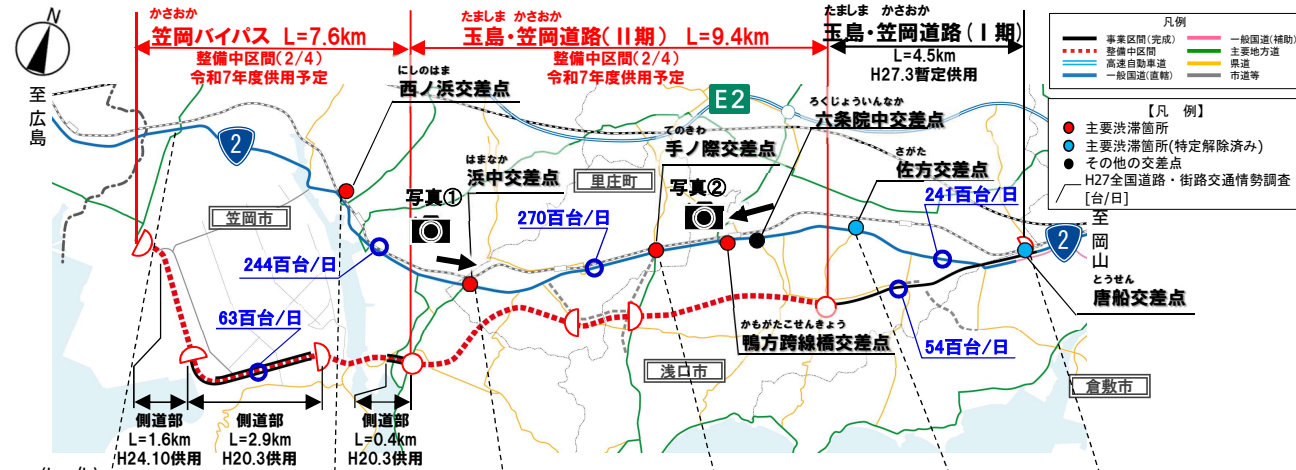 かさおか
笠岡バイパス L=7.6km
整備中区間(2/4)
令和7年度供用予定
たましま かさおか
玉島・笠岡道路(Ⅱ期) L=9.4km
整備中区間(2/4)
令和7年度供用予定
たましま かさおか
玉島・笠岡道路(Ⅰ期)
L=4.5km
H27.3暫定供用
凡例
事業区間(完成)
整備中区間
高速自動車道
一般国道(直轄)
一般国道(補助)
主要地方道
県道
市道等
【凡 例】
主要渋滞箇所
主要渋滞箇所(特定解除済み)
その他の交差点
H27全国道路・街路交通情勢調査
[台/日]
至広島
2
にしのはま
西ノ浜交差点
はまなか
浜中交差点
写真①
里庄町
E2
てのきわ
手ノ際交差点
写真②
ろくじょういんなか
六条院中交差点
さがた
佐方交差点
241百台/日
270百台/日
244百台/日
63百台/日
54百台/日
笠岡市
至岡山
2
とうせん
唐船交差点
かもがたこせんきょう
鴨方跨線橋交差点
浅口市
倉敷市
側道部
L=1.6km
H24.10供用
側道部
L=2.9km
H20.3供用
側道部
L=0.4km
H20.3供用